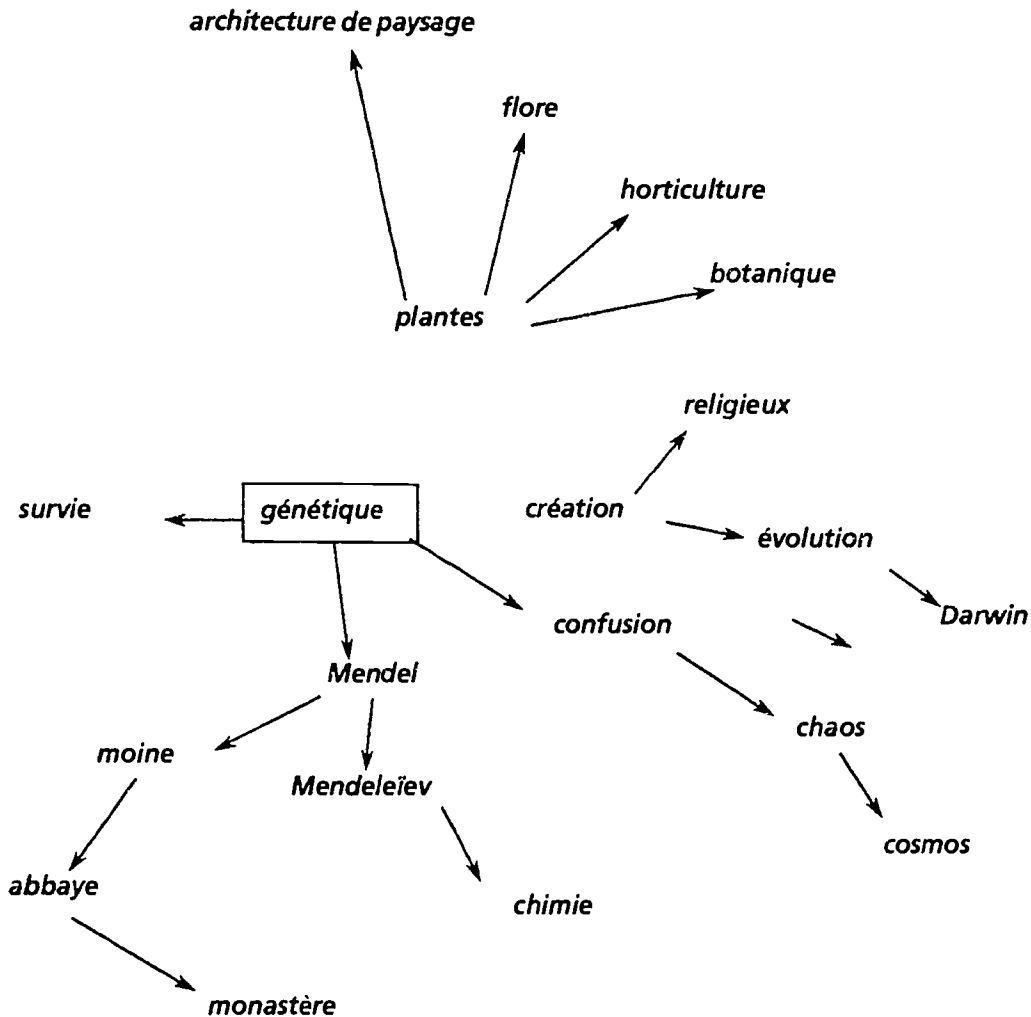 architecture de paysage
flore
horticulture
botanique
plantes
religieux
survie
génétique
création
évolution
Darwin
confusion
Mendel
chaos
moine
Mendeleïev
cosmos
abbaye
chimie
monastère